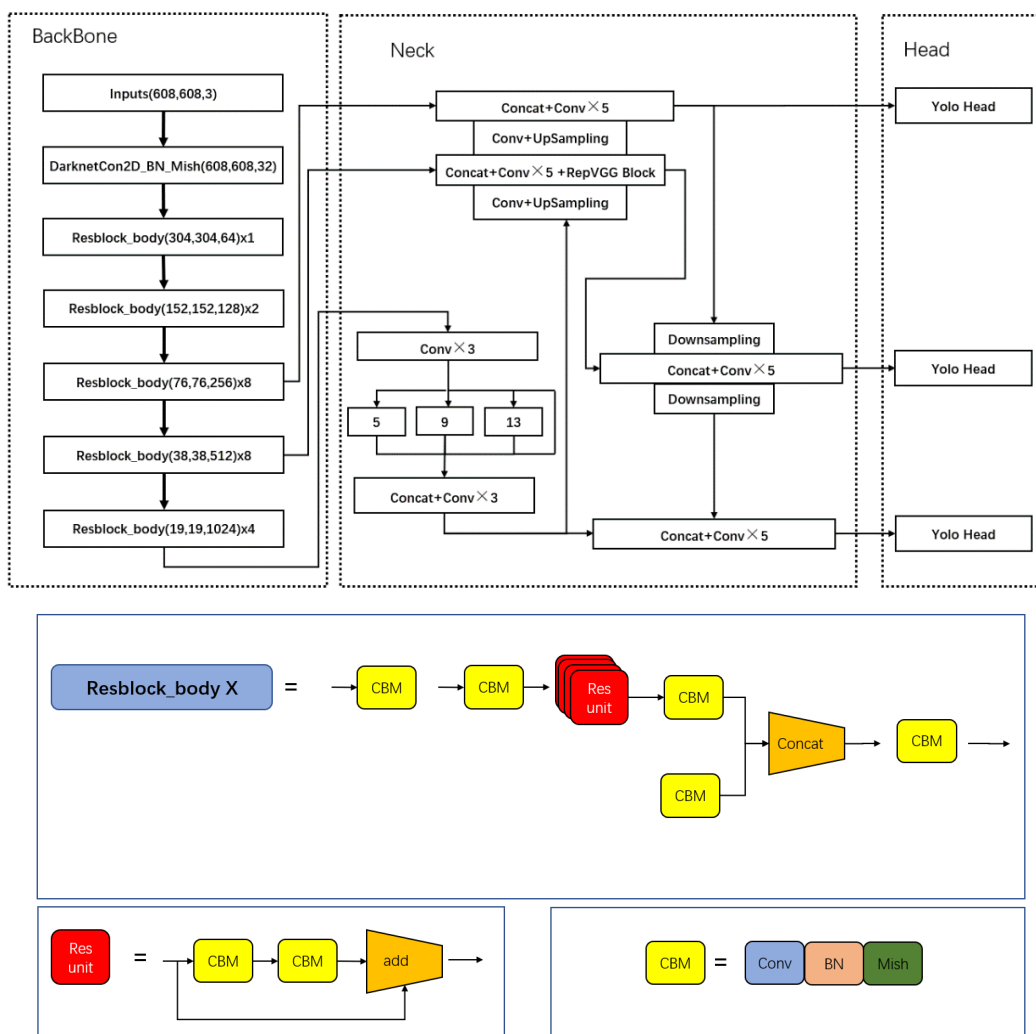 BackBone
Inputs(608,608,3)
DarknetCon2D_BN_Mish(608,608,32)
Resblock_body(304,304,64)x1
Resblock_body(152,152,128)x2
Resblock_body(76,76,256)x8
Resblock_body(38,38,512)x8
Resblock_body(19,19,1024)x4
Neck
Concat+Conv×5
Conv+UpSampling
Concat+Conv×5 +RepVGG Block
Conv+UpSampling
Conv×3
5
9
13
Concat+Conv×3
Downsampling
Concat+Conv×5
Downsampling
Concat+Conv×5
Head
Yolo Head
Yolo Head
Yolo Head
Resblock_body X
=
CBM
CBM
Res
unit
CBM
CBM
Concat
CBM
Res
unit
=
CBM
CBM
add
CBM
=
Conv
BN
Mish